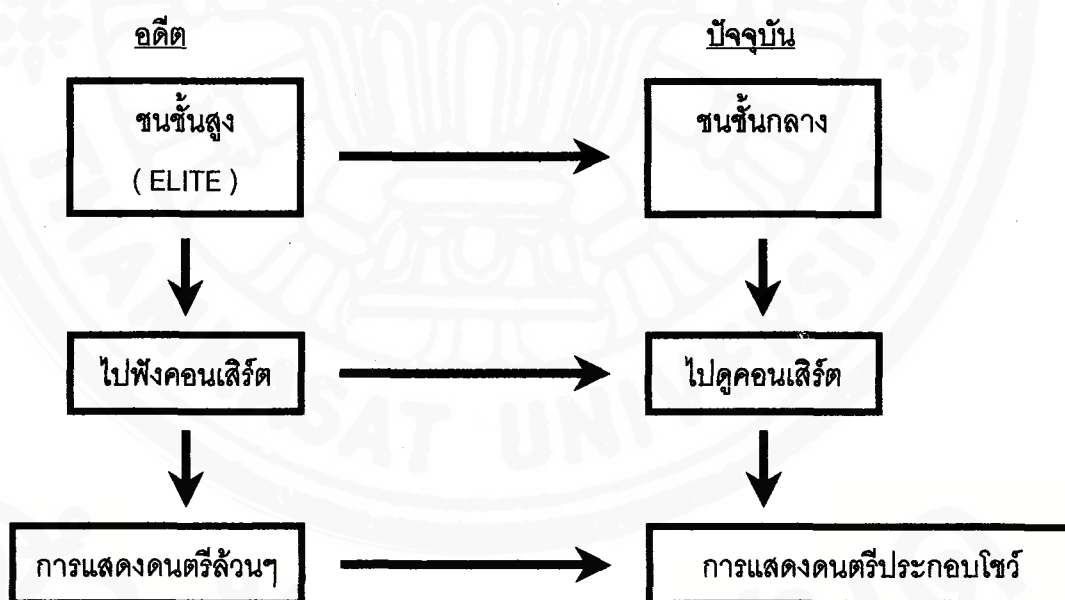 อดีต
ปัจจุบัน
ชนชั้นสูง
( ELITE )
ชนชั้นกลาง
ไปฟังคอนเสิร์ต
ไปดูคอนเสิร์ต
การแสดงดนตรีล้วนๆ
การแสดงดนตรีประกอบโชว์
THAMMASAT UNIVERSITY